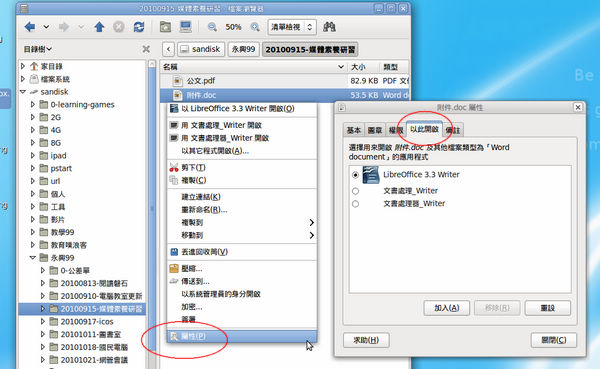 20100915-媒體素養研習 - 檔案瀏覽器
50%
清單檢視
目錄樹
sandisk
永興99
20100915-媒體素養研習
家目錄
檔案系統
sandisk
0-learning-games
2G
4G
8G
ipad
pstart
url
個人
工具
影片
教學99
教育噗浪客
永興99
0-公差單
20100813-閱讀磐石
20100910-電腦教室更新
20100915-媒體素養研習
20100917-icos
20101011-圖書室
20101018-國民電腦
20101021-網管會議
名稱
大小
類型
公文.pdf
82.9 KB
PDF 文
附件.doc
53.5 KB
Word do
以 LibreOffice 3.3 Writer 開啟(O)
用 文書處理_Writer 開啟
用 文書處理器_Writer 開啟
以其它程式開啟(A)...
剪下(T)
複製(C)
建立連結(K)
重新命名(R)...
複製到
移動到
丟進回收筒(V)
壓縮...
傳送到...
以系統管理員的身分開啟
加密...
簽署
屬性(P)
附件.doc 屬性
基本
圖章
權限
以此開啟
備註
選擇用來開啟 附件.doc 及其他檔案類型為「Word
document」的應用程式
LibreOffice 3.3 Writer
文書處理_Writer
文書處理器_Writer
加入(A)
移除(R)
重設
求助(H)
關閉(C)
Be